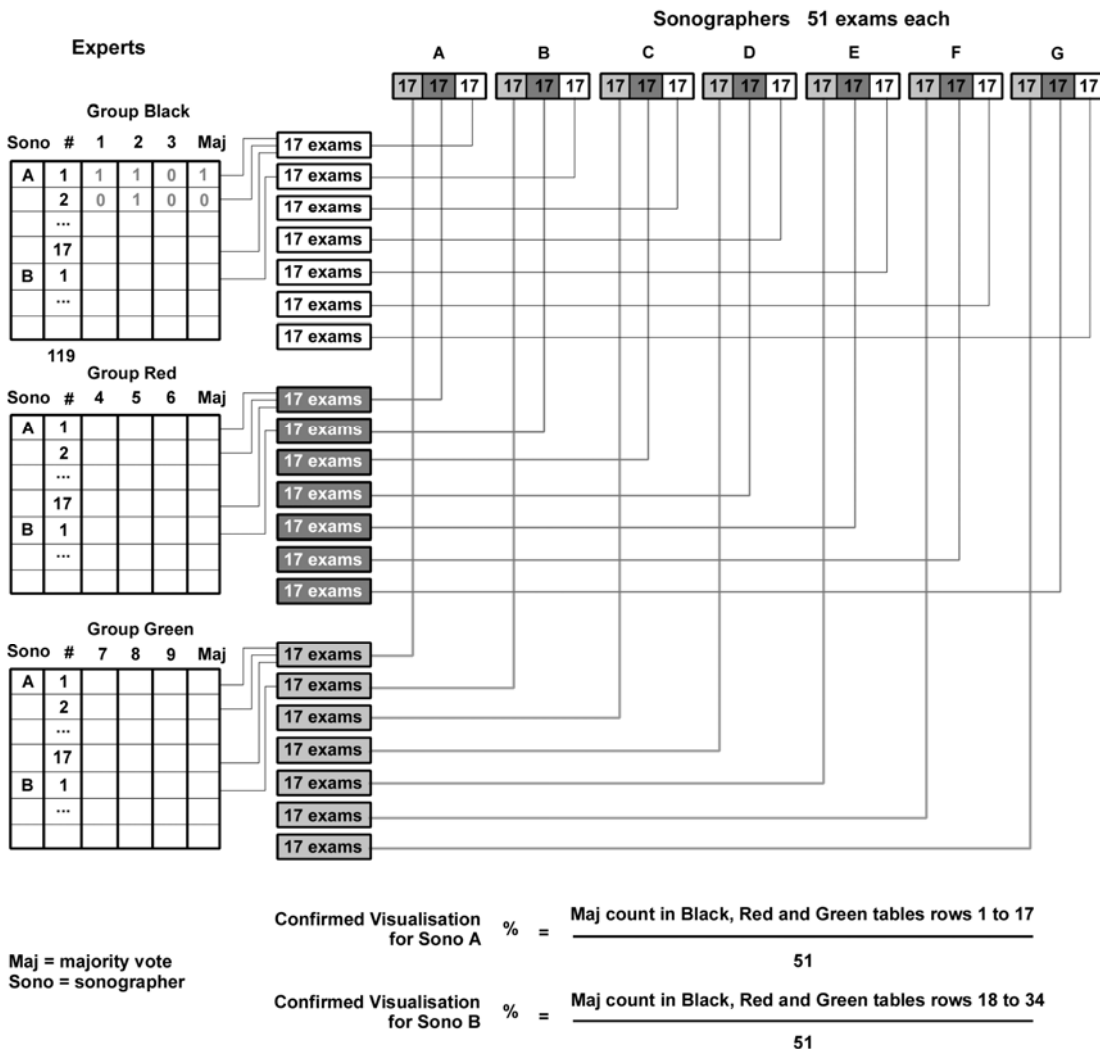 Sonographers 51 exams each
Experts
A B C D E F G
17 17 17 17 17 17 17 17 17 17 17 17 17 17 17 17 17 17 17 17 17
Group Black
Sono # 1 2 3 Maj
A 1 1 1 0 1
2 0 1 0 0
...
17
B 1
...
119
17 exams
17 exams
17 exams
17 exams
17 exams
17 exams
17 exams
Group Red
Sono # 4 5 6 Maj
A 1
2
...
17
B 1
...
17 exams
17 exams
17 exams
17 exams
17 exams
17 exams
17 exams
Group Green
Sono # 7 8 9 Maj
A 1
2
...
17
B 1
...
17 exams
17 exams
17 exams
17 exams
17 exams
17 exams
17 exams
Maj = majority vote
Sono = sonographer
Confirmed Visualisation
for Sono A
% =
Maj count in Black, Red and Green tables rows 1 to 17
51
Confirmed Visualisation
for Sono B
% =
Maj count in Black, Red and Green tables rows 18 to 34
51